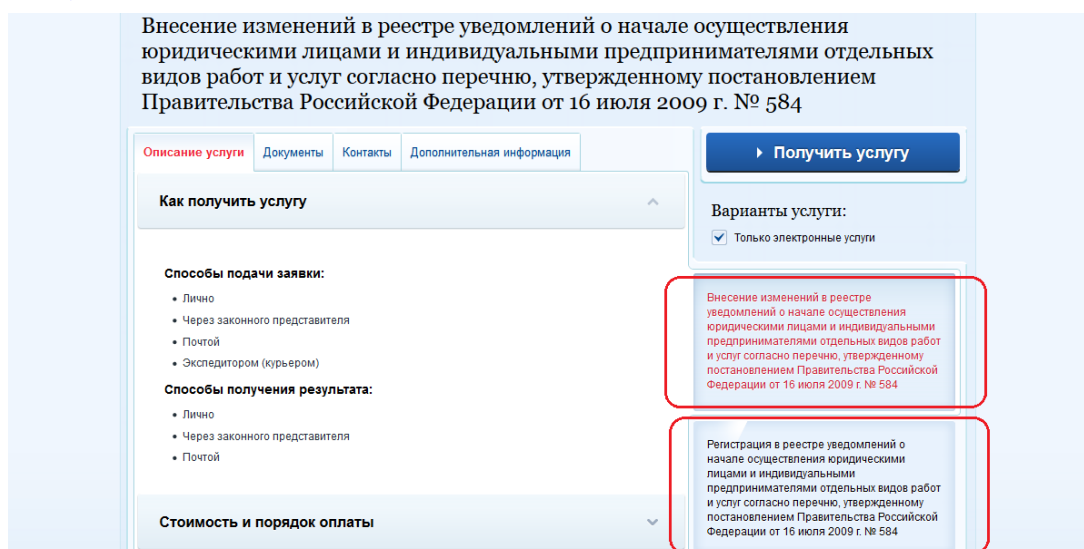 Внесение изменений в реестре уведомлений о начале осуществления
юридическими лицами и индивидуальными предпринимателями отдельных
видов работ и услуг согласно перечню, утвержденному постановлением
Правительства Российской Федерации от 16 июля 2009 г. № 584
Описание услуги
Документы
Контакты
Дополнительная информация
Как получить услугу
Способы подачи заявки:
• Лично
• Через законного представителя
• Почтой
• Экспедитором (курьером)
Способы получения результата:
• Лично
• Через законного представителя
• Почтой
Стоимость и порядок оплаты
Получить услугу
Варианты услуги:
Только электронные услуги
Внесение изменений в реестре
уведомлений о начале осуществления
юридическими лицами и индивидуальными
предпринимателями отдельных видов работ
и услуг согласно перечню, утвержденному
постановлением Правительства Российской
Федерации от 16 июля 2009 г. № 584
Регистрация в реестре уведомлений о
начале осуществления юридическими
лицами и индивидуальными
предпринимателями отдельных видов работ
и услуг согласно перечню, утвержденному
постановлением Правительства Российской
Федерации от 16 июля 2009 г. № 584